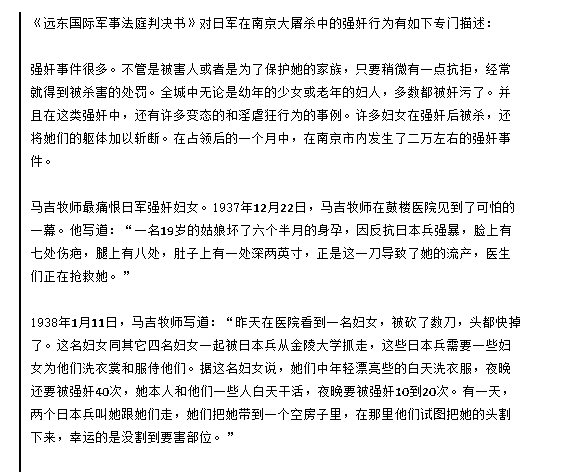 《远东国际军事法庭判决书》对日军在南京大屠杀中的强奸行为有如下专门描述：
强奸事件很多。不管是被害人或者是为了保护她的家族，只要稍微有一点抗拒，经常
就得到被杀害的处罚。全城中无论是幼年的少女或老年的妇人，多数都被奸污了。并
且在这类强奸中，还有许多变态的和淫虐狂行为的事例。许多妇女在强奸后被杀，还
将她们的躯体加以斩断。在占领后的一个月中，在南京市内发生了二万左右的强奸事
件。
马吉牧师最痛恨日军强奸妇女。1937年12月22日，马吉牧师在鼓楼医院见到了可怕的
一幕。他写道：“一名19岁的姑娘坏了六个半月的身孕，因反抗日本兵强暴，脸上有
七处伤疤，腿上有八处，肚子上有一处深两英寸，正是这一刀导致了她的流产，医生
们正在抢救她。”
1938年1月11日，马吉牧师写道：“昨天在医院看到一名妇女，被砍了数刀，头都快掉
了。这名妇女同其它四名妇女一起被日本兵从金陵大学抓走，这些日本兵需要一些妇
女为他们洗衣裳和服侍他们。据这名妇女说，她们中年轻漂亮些的白天洗衣服，夜晚
还要被强奸40次，她本人和他们一些人白天干活，夜晚要被强奸10到20次。有一天，
两个日本兵叫她跟她们走，她们把她带到一个空房子里，在那里他们试图把她的头割
下来，幸运的是没割到要害部位。”